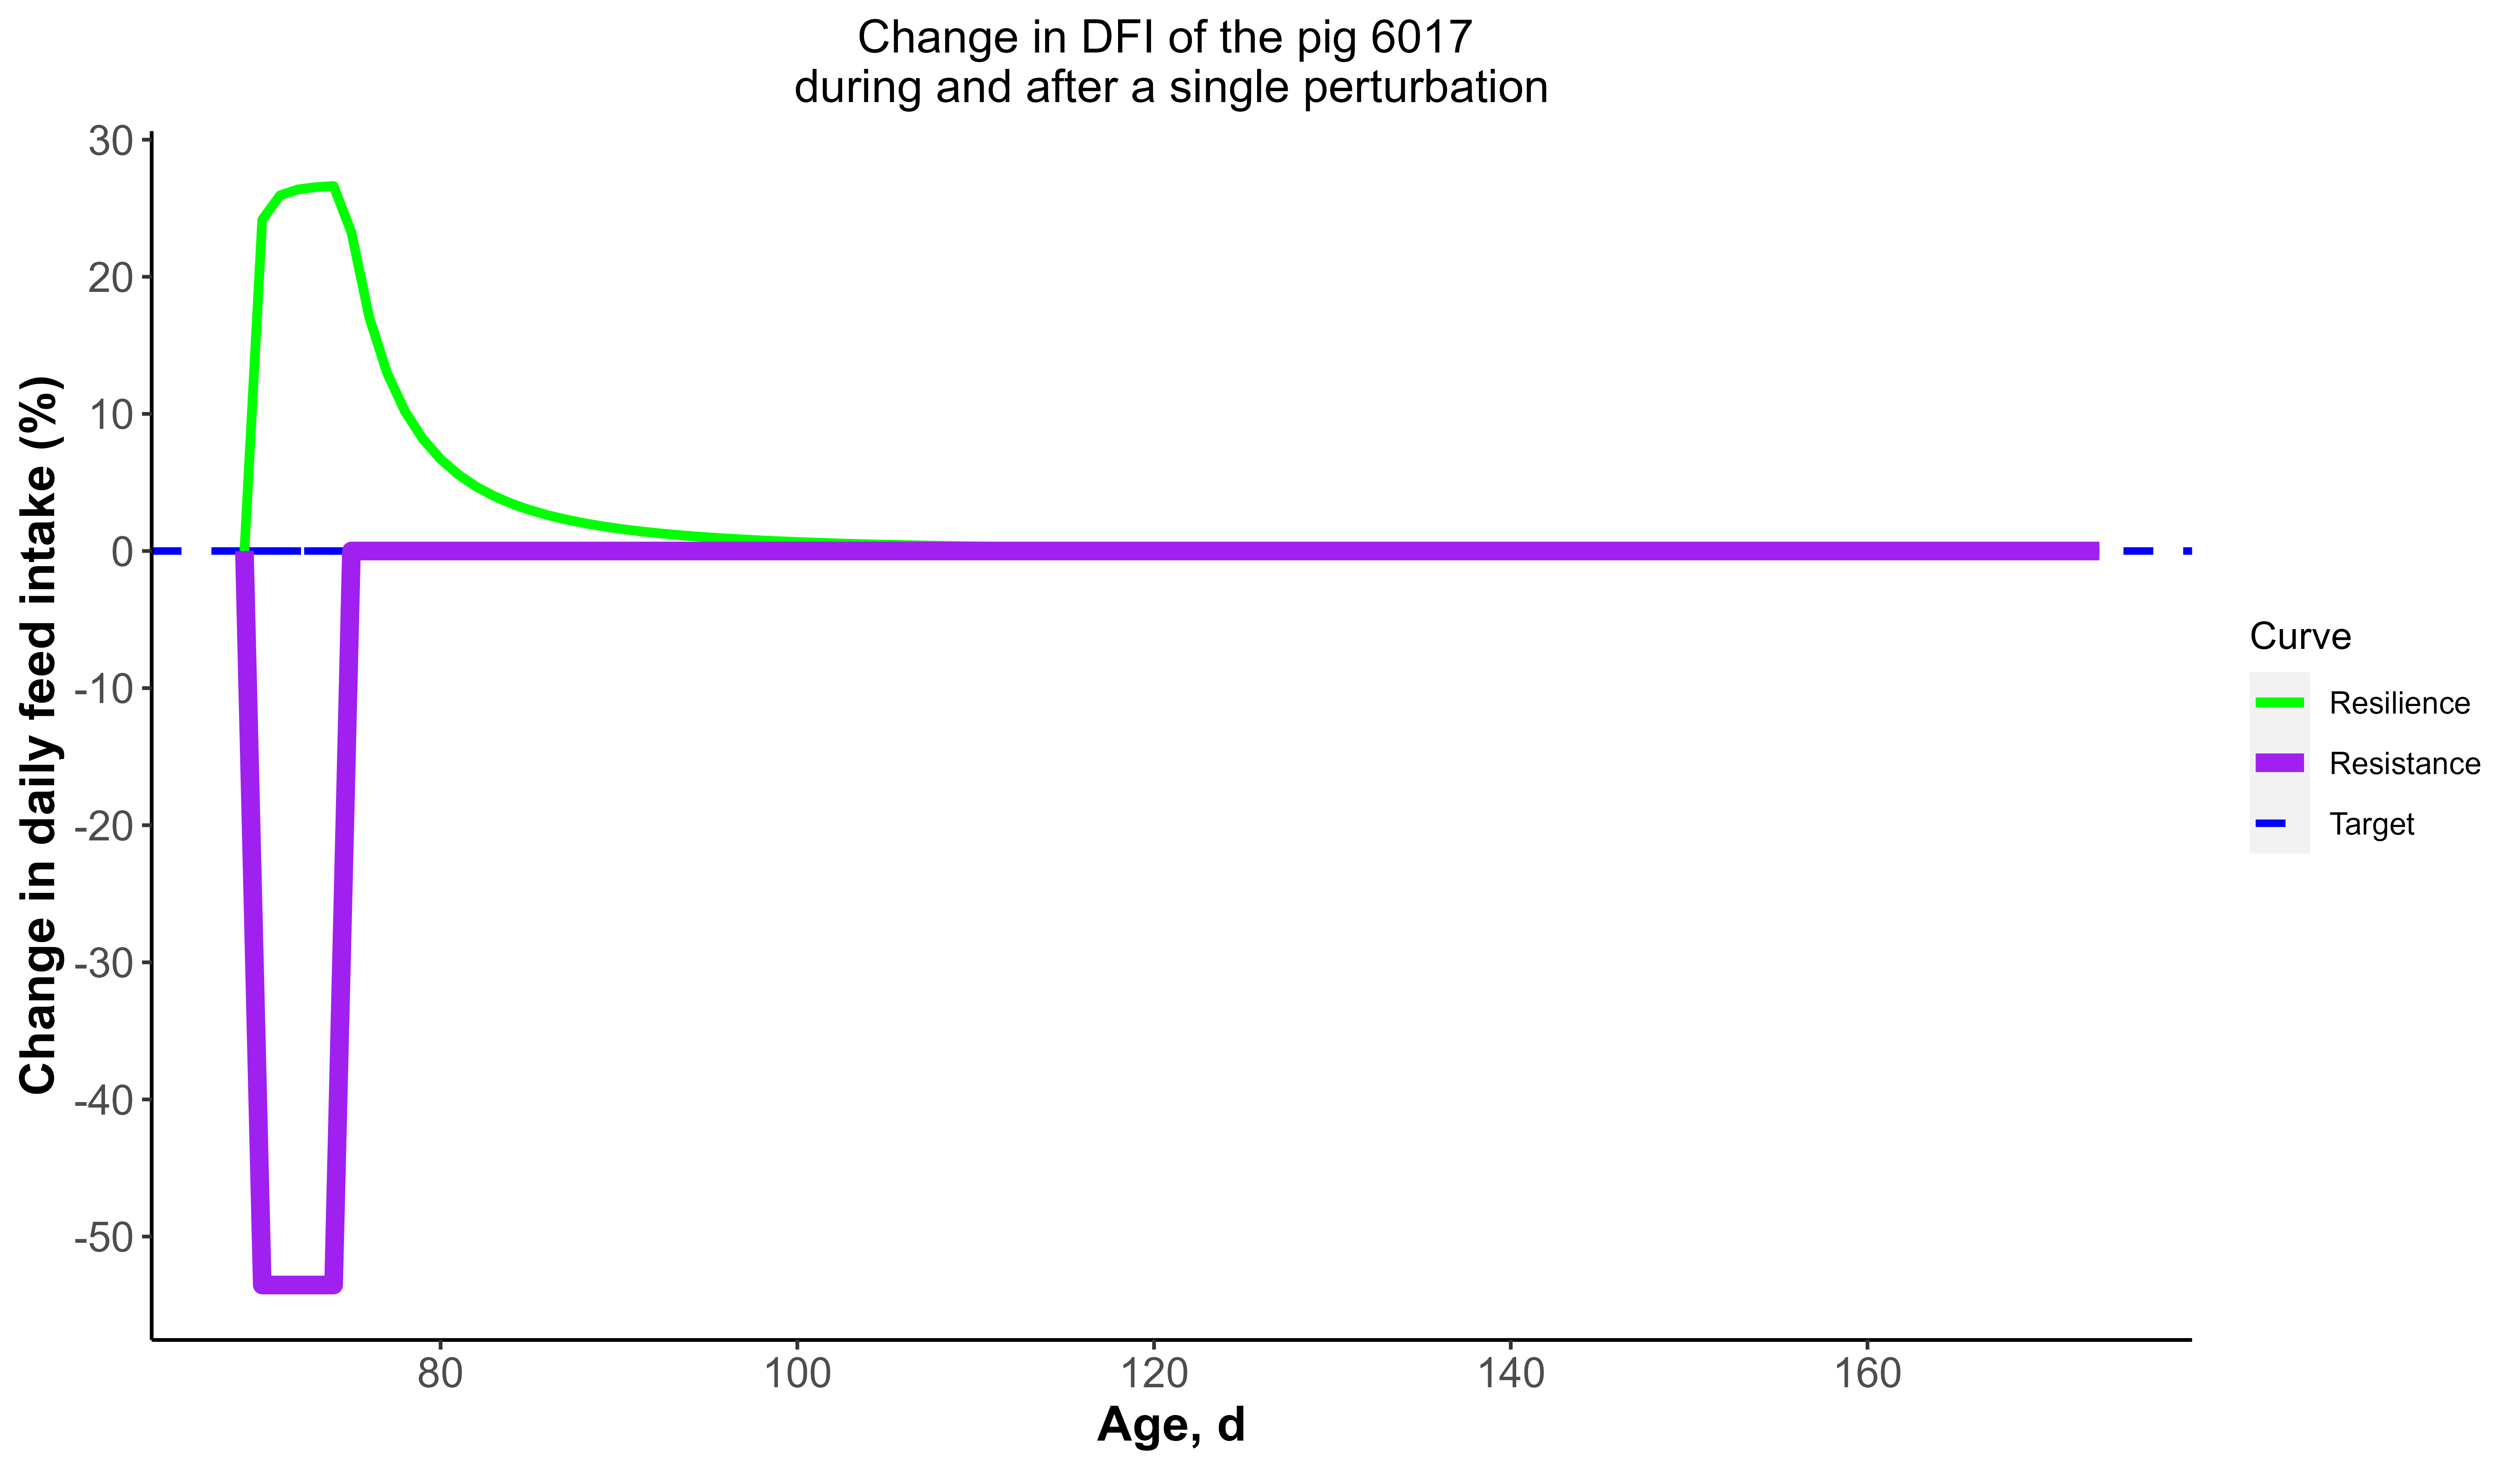 Change in DFI of the pig 6017
during and after a single perturbation
Change in daily feed intake (%)
30
20
10
0
-10
-20
-30
-40
-50
80
100
120
140
160
Age, d
Curve
Resilience
Resistance
Target